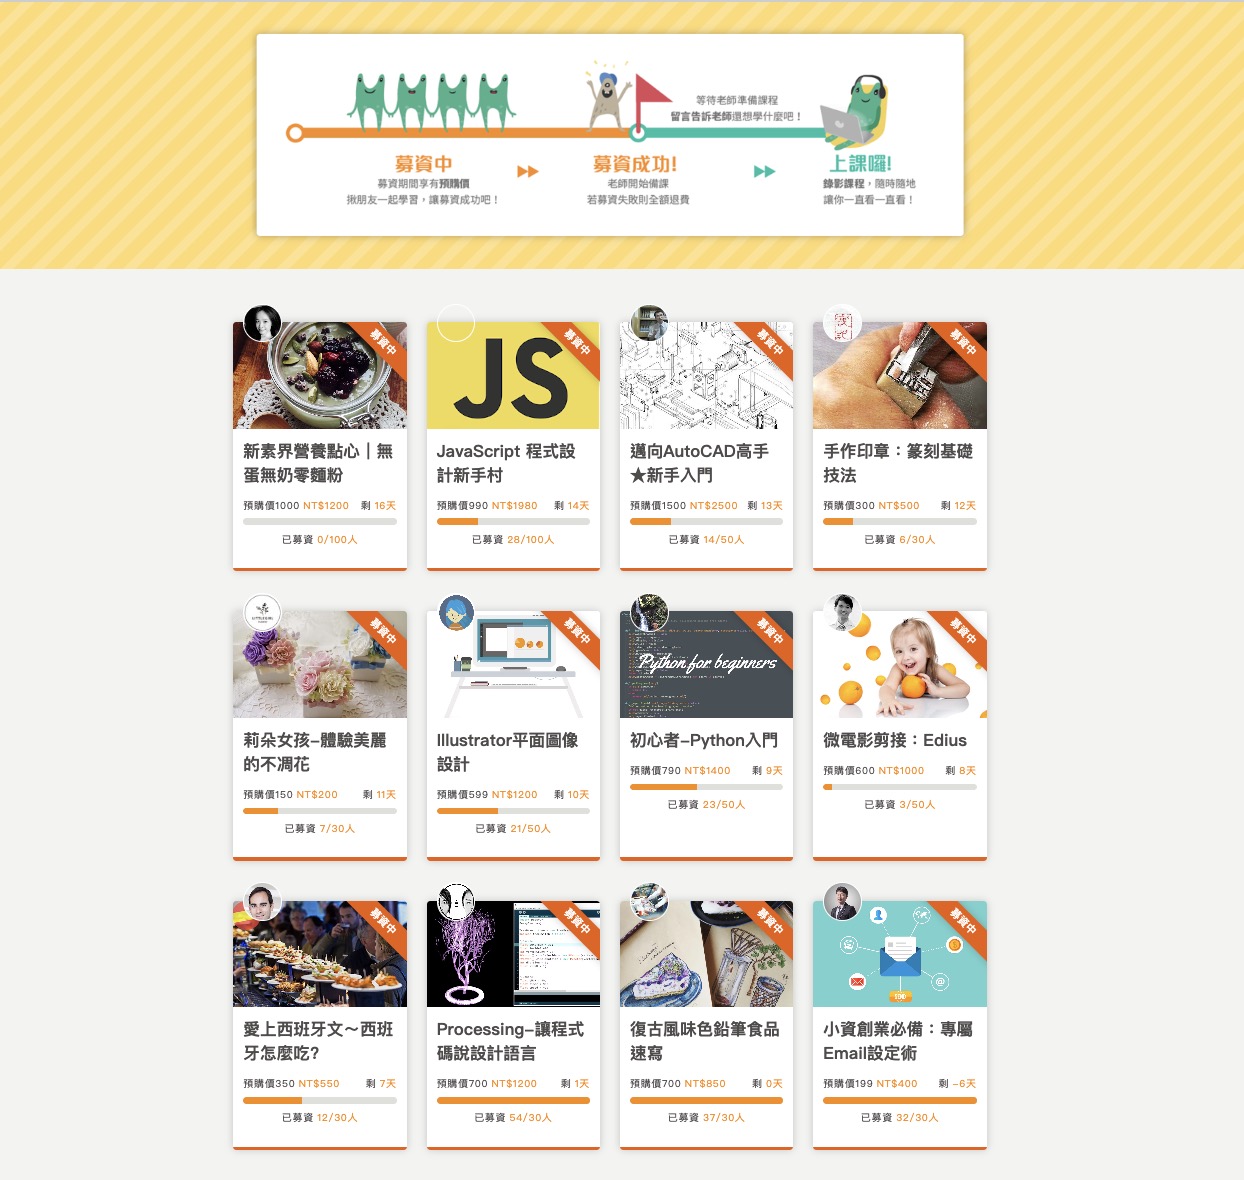 等待老師準備課程
留言告訴老師還想學什麼吧！
募資中
募資期間享有預購價
揪朋友一起學習，讓募資成功吧！
募資成功!
老師開始備課
若募資失敗則全額退費
上課囉!
錄影課程，隨時隨地
讓你一直看一直看！
募資中
新素界營養點心｜無
蛋無奶零麵粉
預購價1000 NT$1200 剩 16天
已募資 0/100人
募資中
JS
JavaScript 程式設
計新手村
預購價990 NT$1980 剩 14天
已募資 28/100人
募資中
邁向AutoCAD高手
★新手入門
預購價1500 NT$2500 剩 13天
已募資 14/50人
募資中
手作印章：篆刻基礎
技法
預購價300 NT$500 剩 12天
已募資 6/30人
募資中
莉朵女孩–體驗美麗
的不凋花
預購價150 NT$200 剩 11天
已募資 7/30人
募資中
Illustrator平面圖像
設計
預購價599 NT$1200 剩 10天
已募資 21/50人
募資中
Python for beginners
初心者–Python入門
預購價790 NT$1400 剩 9天
已募資 23/50人
募資中
微電影剪接：Edius
預購價600 NT$1000 剩 8天
已募資 3/50人
募資中
愛上西班牙文～西班
牙怎麼吃?
預購價350 NT$550 剩 7天
已募資 12/30人
募資中
Processing–讓程式
碼說設計語言
預購價700 NT$1200 剩 1天
已募資 54/30人
募資中
復古風味色鉛筆食品
速寫
預購價700 NT$850 剩 0天
已募資 37/30人
募資中
SEND
小資創業必備：專屬
Email設定術
預購價199 NT$400 剩 –6天
已募資 32/30人